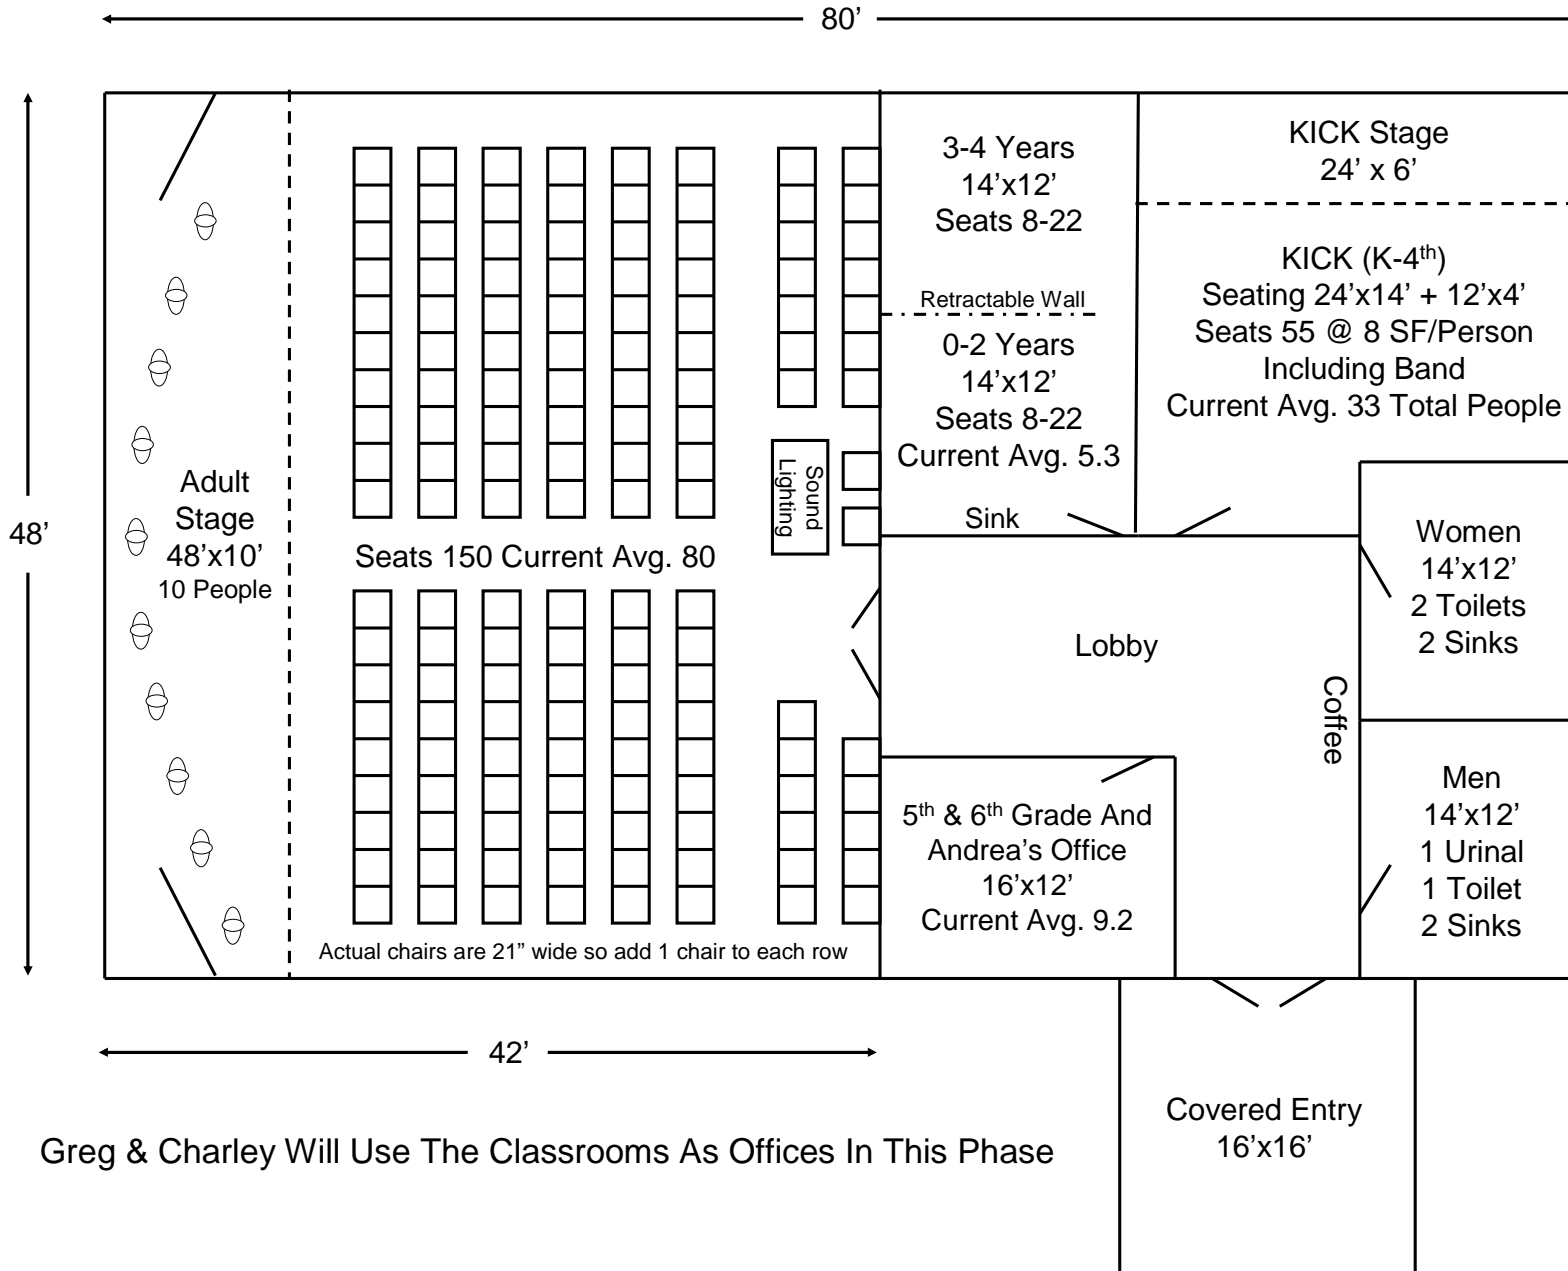 80’
48’
KICK Stage
24’ x 6’
3-4 Years
14’x12’
Seats 8-22
Retractable Wall
0-2 Years
14’x12’
Seats 8-22
Current Avg. 5.3
Sink
KICK (K-4th)
Seating 24’x14’ + 12’x4’
Seats 55 @ 8 SF/Person
Including Band
Current Avg. 33 Total People
Adult
Stage
48’x10’
10 People
Seats 150 Current Avg. 80
Sound
Lighting
Lobby
Coffee
Women
14’x12’
2 Toilets
2 Sinks
Men
14’x12’
1 Urinal
1 Toilet
2 Sinks
5th & 6th Grade And
Andrea’s Office
16’x12’
Current Avg. 9.2
Actual chairs are 21” wide so add 1 chair to each row
42’
Covered Entry
16’x16’
Greg & Charley Will Use The Classrooms As Offices In This Phase